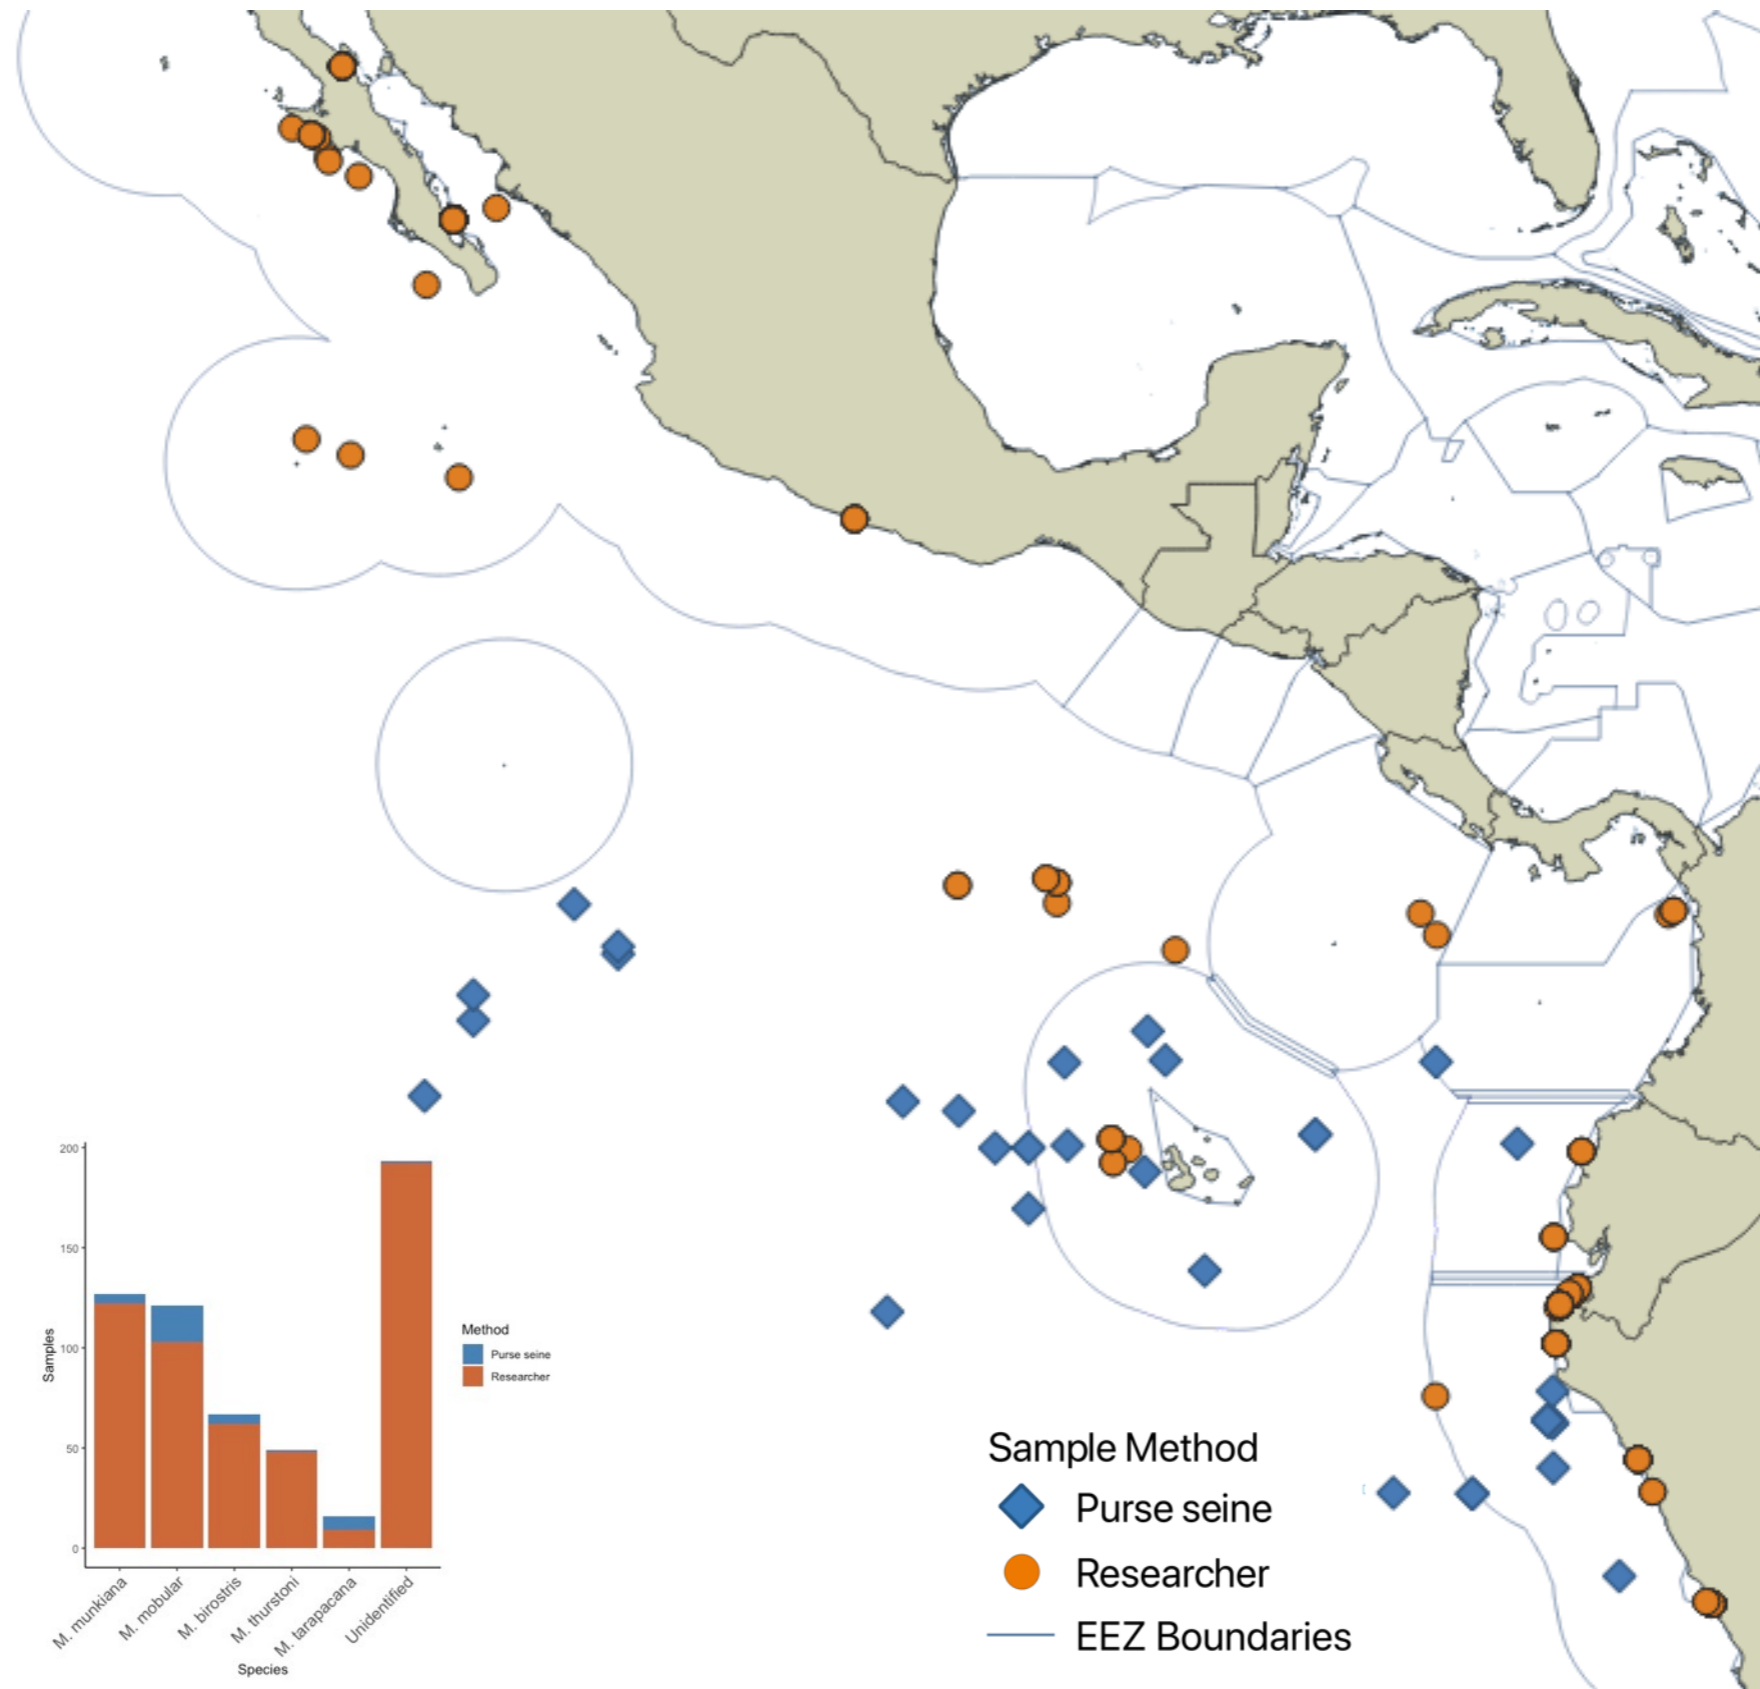 200
150
100
50
0
Samples
M. munkiana
M. mobular
M. birostris
M. thurstoni
M. tarapacana
Unidentified
Species
Method
Purse seine
Researcher
Sample Method
Purse seine
Researcher
EEZ Boundaries